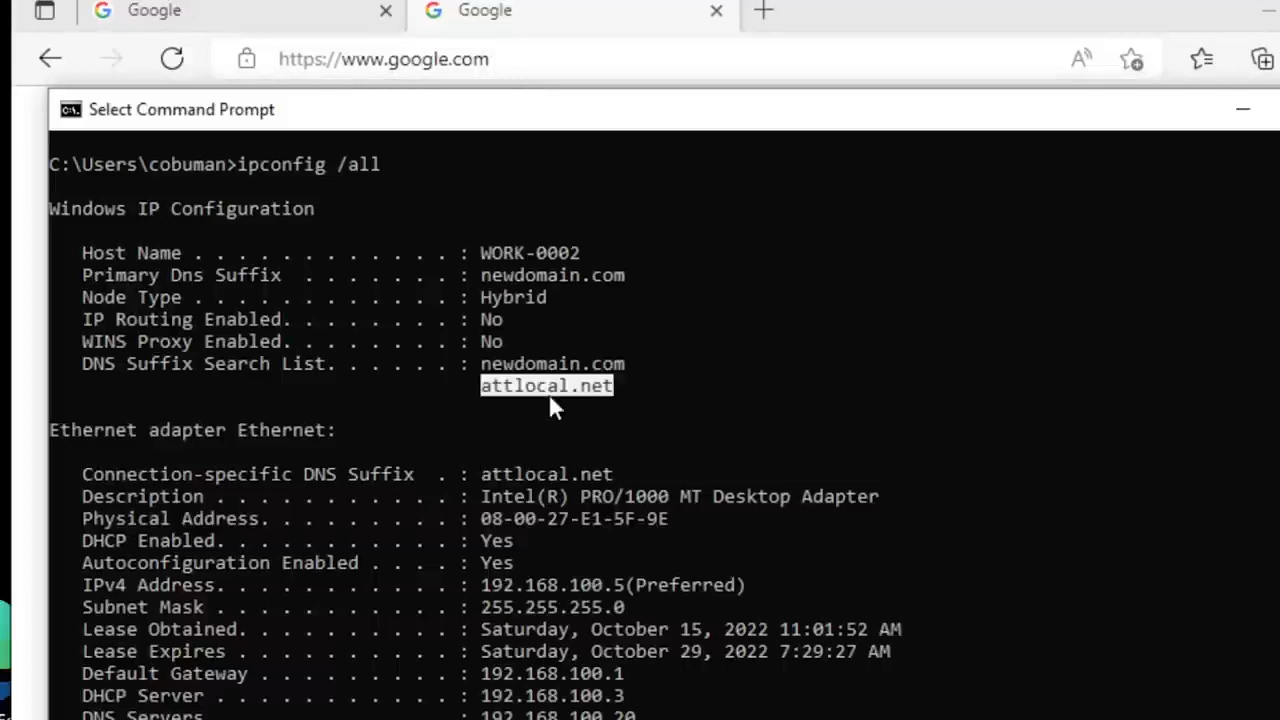 Google
Google
https://www.google.com
Select Command Prompt
C:\Users\cobuman>ipconfig /all
Windows IP Configuration
Host Name . . . . . . . . . . . . : WORK-0002
Primary Dns Suffix  . . . . . . . : newdomain.com
Node Type . . . . . . . . . . . . : Hybrid
IP Routing Enabled. . . . . . . . : No
WINS Proxy Enabled. . . . . . . . : No
DNS Suffix Search List. . . . . . : newdomain.com
attlocal.net
Ethernet adapter Ethernet:
Connection-specific DNS Suffix  . : attlocal.net
Description . . . . . . . . . . . : Intel(R) PRO/1000 MT Desktop Adapter
Physical Address. . . . . . . . . : 08-00-27-E1-5F-9E
DHCP Enabled. . . . . . . . . . . : Yes
Autoconfiguration Enabled . . . . : Yes
IPv4 Address. . . . . . . . . . . : 192.168.100.5(Preferred)
Subnet Mask . . . . . . . . . . . : 255.255.255.0
Lease Obtained. . . . . . . . . . : Saturday, October 15, 2022 11:01:52 AM
Lease Expires . . . . . . . . . . : Saturday, October 29, 2022 7:29:27 AM
Default Gateway . . . . . . . . . : 192.168.100.1
DHCP Server . . . . . . . . . . . : 192.168.100.3
DNS Servers . . . . . . . . . . . : 192.168.100.20